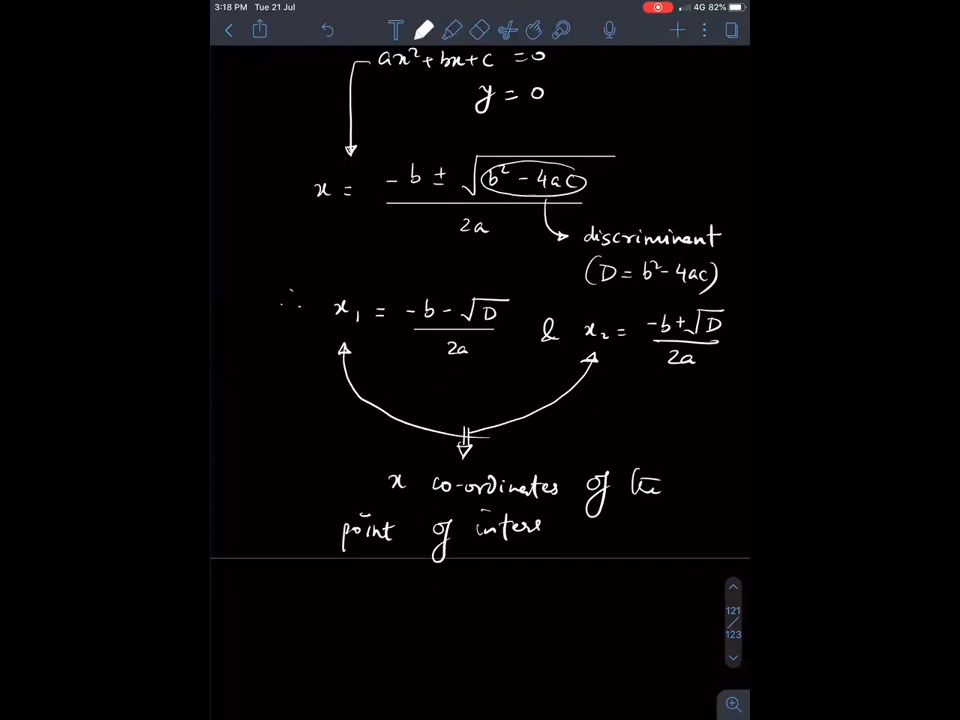 3:18 PM Tue 21 Jul 4G 82%
ax² + bx + c = 0
y = 0
x = (-b ± √(b² - 4ac)) / 2a
discriminant
(D = b² - 4ac)
∴ x₁ = (-b - √D) / 2a & x₂ = (-b + √D) / 2a
x co-ordinates of the
point of inters
121
/
123